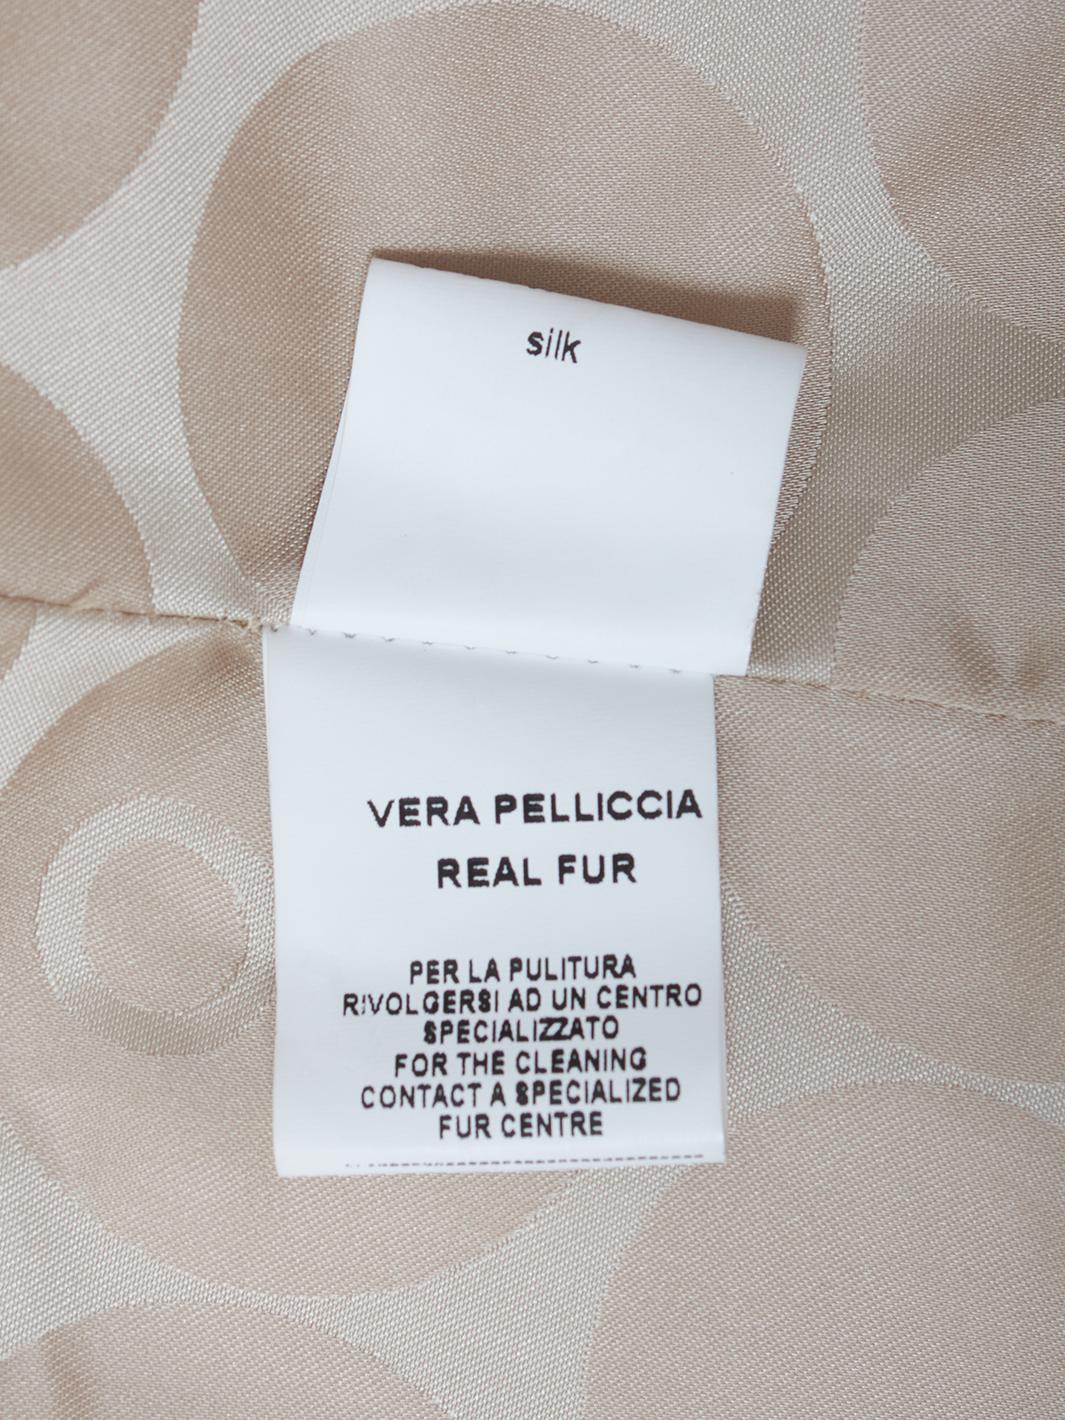 silk
VERA PELLICCIA
REAL FUR
PER LA PULITURA
RIVOLGERSI AD UN CENTRO
SPECIALIZZATO
FOR THE CLEANING
CONTACT A SPECIALIZED
FUR CENTRE